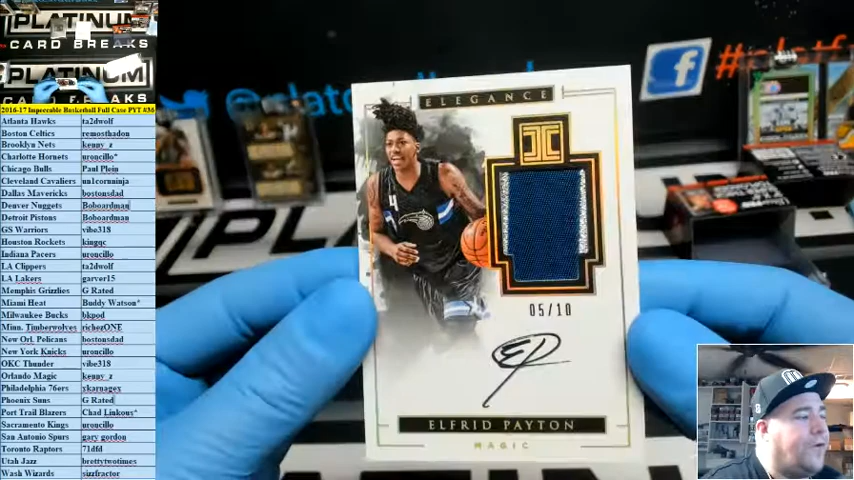 PLATINUM
CARD BREAKS
PLATINUM
2016-17 Impeccable Basketball Full Case PYT #36
Atlanta Hawks ta2dwolf
Boston Celtics remosthadon
Brooklyn Nets kenny_z
Charlotte Hornets uroncillo*
Chicago Bulls Paul Plein
Cleveland Cavaliers un1cornninja
Dallas Mavericks bostonsdad
Denver Nuggets Boboardman
Detroit Pistons Boboardman
GS Warriors vibe318
Houston Rockets kingqc
Indiana Pacers uroncillo
LA Clippers ta2dwolf
LA Lakers garver15
Memphis Grizzlies G Rated
Miami Heat Buddy Watson*
Milwaukee Bucks bkpod
Minn. Timberwolves richezONE
New Orl. Pelicans bostonsdad
New York Knicks uroncillo
OKC Thunder vibe318
Orlando Magic kenny_z
Philadelphia 76ers ykarnagex
Phoenix Suns G Rated
Port Trail Blazers Chad Linkous*
Sacramento Kings uroncillo
San Antonio Spurs gary gordon
Toronto Raptors 71dfd
Utah Jazz brettytwotimes
Wash Wizards sizzfractor
ELEGANCE
4
05/10
ELFRID PAYTON
MAGIC
f